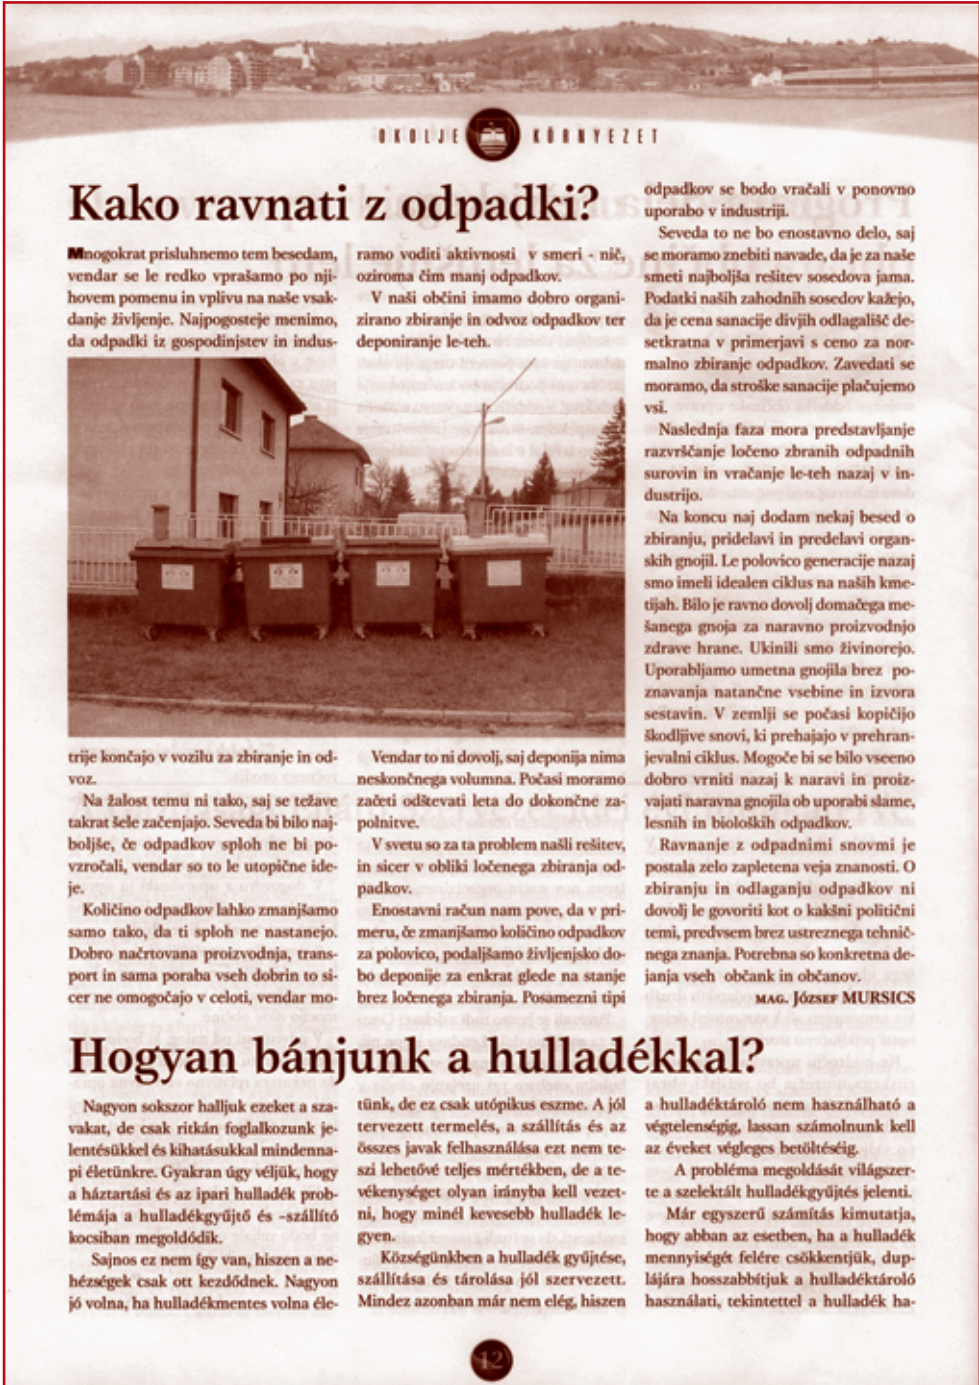 OKOLJE KÖRNYEZET
Kako ravnati z odpadki?
Mnogokrat prisluhnemo tem besedam,
vendar se le redko vprašamo po nji-
hovem pomenu in vplivu na naše vsak-
danje življenje. Najpogosteje menimo,
da odpadki iz gospodinjstev in indus-
trije končajo v vozilu za zbiranje in od-
voz.
Na žalost temu ni tako, saj se težave
takrat šele začenjajo. Seveda bi bilo naj-
boljše, če odpadkov sploh ne bi po-
vzročali, vendar so to le utopične ide-
je.
Količino odpadkov lahko zmanjšamo
samo tako, da ti sploh ne nastanejo.
Dobro načrtovana proizvodnja, trans-
port in sama poraba vseh dobrin to si-
cer ne omogočajo v celoti, vendar mo-
ramo voditi aktivnosti v smeri - nič,
oziroma čim manj odpadkov.
V naši občini imamo dobro organi-
zirano zbiranje in odvoz odpadkov ter
deponiranje le-teh.
Vendar to ni dovolj, saj deponija nima
neskončnega volumna. Počasi moramo
začeti odštevati leta do dokončne za-
polnitve.
V svetu so za ta problem našli rešitev,
in sicer v obliki ločenega zbiranja od-
padkov.
Enostavni račun nam pove, da v pri-
meru, če zmanjšamo količino odpadkov
za polovico, podaljšamo življenjsko do-
bo deponije za enkrat glede na stanje
brez ločenega zbiranja. Posamezni tipi
odpadkov se bodo vračali v ponovno
uporabo v industriji.
Seveda to ne bo enostavno delo, saj
se moramo znebiti navade, da je za naše
smeti najboljša rešitev sosedova jama.
Podatki naših zahodnih sosedov kažejo,
da je cena sanacije divjih odlagališč de-
setkratna v primerjavi s ceno za nor-
malno zbiranje odpadkov. Zavedati se
moramo, da stroške sanacije plačujemo
vsi.
Naslednja faza mora predstavljanje
razvrščanje ločeno zbranih odpadnih
surovin in vračanje le-teh nazaj v in-
dustrijo.
Na koncu naj dodam nekaj besed o
zbiranju, pridelavi in predelavi organ-
skih gnojil. Le polovico generacije nazaj
smo imeli idealen ciklus na naših kme-
tijah. Bilo je ravno dovolj domačega me-
šanega gnoja za naravno proizvodnjo
zdrave hrane. Ukinili smo živinorejo.
Uporabljamo umetna gnojila brez po-
znavanja natančne vsebine in izvora
sestavin. V zemlji se počasi kopičijo
škodljive snovi, ki prehajajo v prehran-
jevalni ciklus. Mogoče bi se bilo vseeno
dobro vrniti nazaj k naravi in proiz-
vajati naravna gnojila ob uporabi slame,
lesnih in bioloških odpadkov.
Ravnanje z odpadnimi snovmi je
postala zelo zapletena veja znanosti. O
zbiranju in odlaganju odpadkov ni
dovolj le govoriti kot o kakšni politični
temi, predvsem brez ustreznega tehnič-
nega znanja. Potrebna so konkretna de-
janja vseh občank in občanov.
MAG. JÓZSEF MURSICS
Hogyan bánjunk a hulladékkal?
Nagyon sokszor halljuk ezeket a sza-
vakat, de csak ritkán foglalkozunk je-
lentésükkel és kihatásukkal mindenna-
pi életünkre. Gyakran úgy véljük, hogy
a háztartási és az ipari hulladék prob-
lémája a hulladékgyűjtő és -szállító
kocsiban megoldódik.
Sajnos ez nem így van, hiszen a ne-
hézségek csak ott kezdődnek. Nagyon
jó volna, ha hulladékmentes volna éle-
tünk, de ez csak utópikus eszme. A jól
tervezett termelés, a szállítás és az
összes javak felhasználása ezt nem te-
szi lehetővé teljes mértékben, de a te-
vékenységet olyan irányba kell vezet-
ni, hogy minél kevesebb hulladék le-
gyen.
Községünkben a hulladék gyűjtése,
szállítása és tárolása jól szervezett.
Mindez azonban már nem elég, hiszen
a hulladéktároló nem használható a
végtelenségig, lassan számolnunk kell
az éveket végleges betöltéséig.
A probléma megoldását világszer-
te a szelektált hulladékgyűjtés jelenti.
Már egyszerű számítás kimutatja,
hogy abban az esetben, ha a hulladék
mennyiségét felére csökkentjük, dup-
lájára hosszabbítjuk a hulladéktároló
használati, tekintettel a hulladék ha-
12